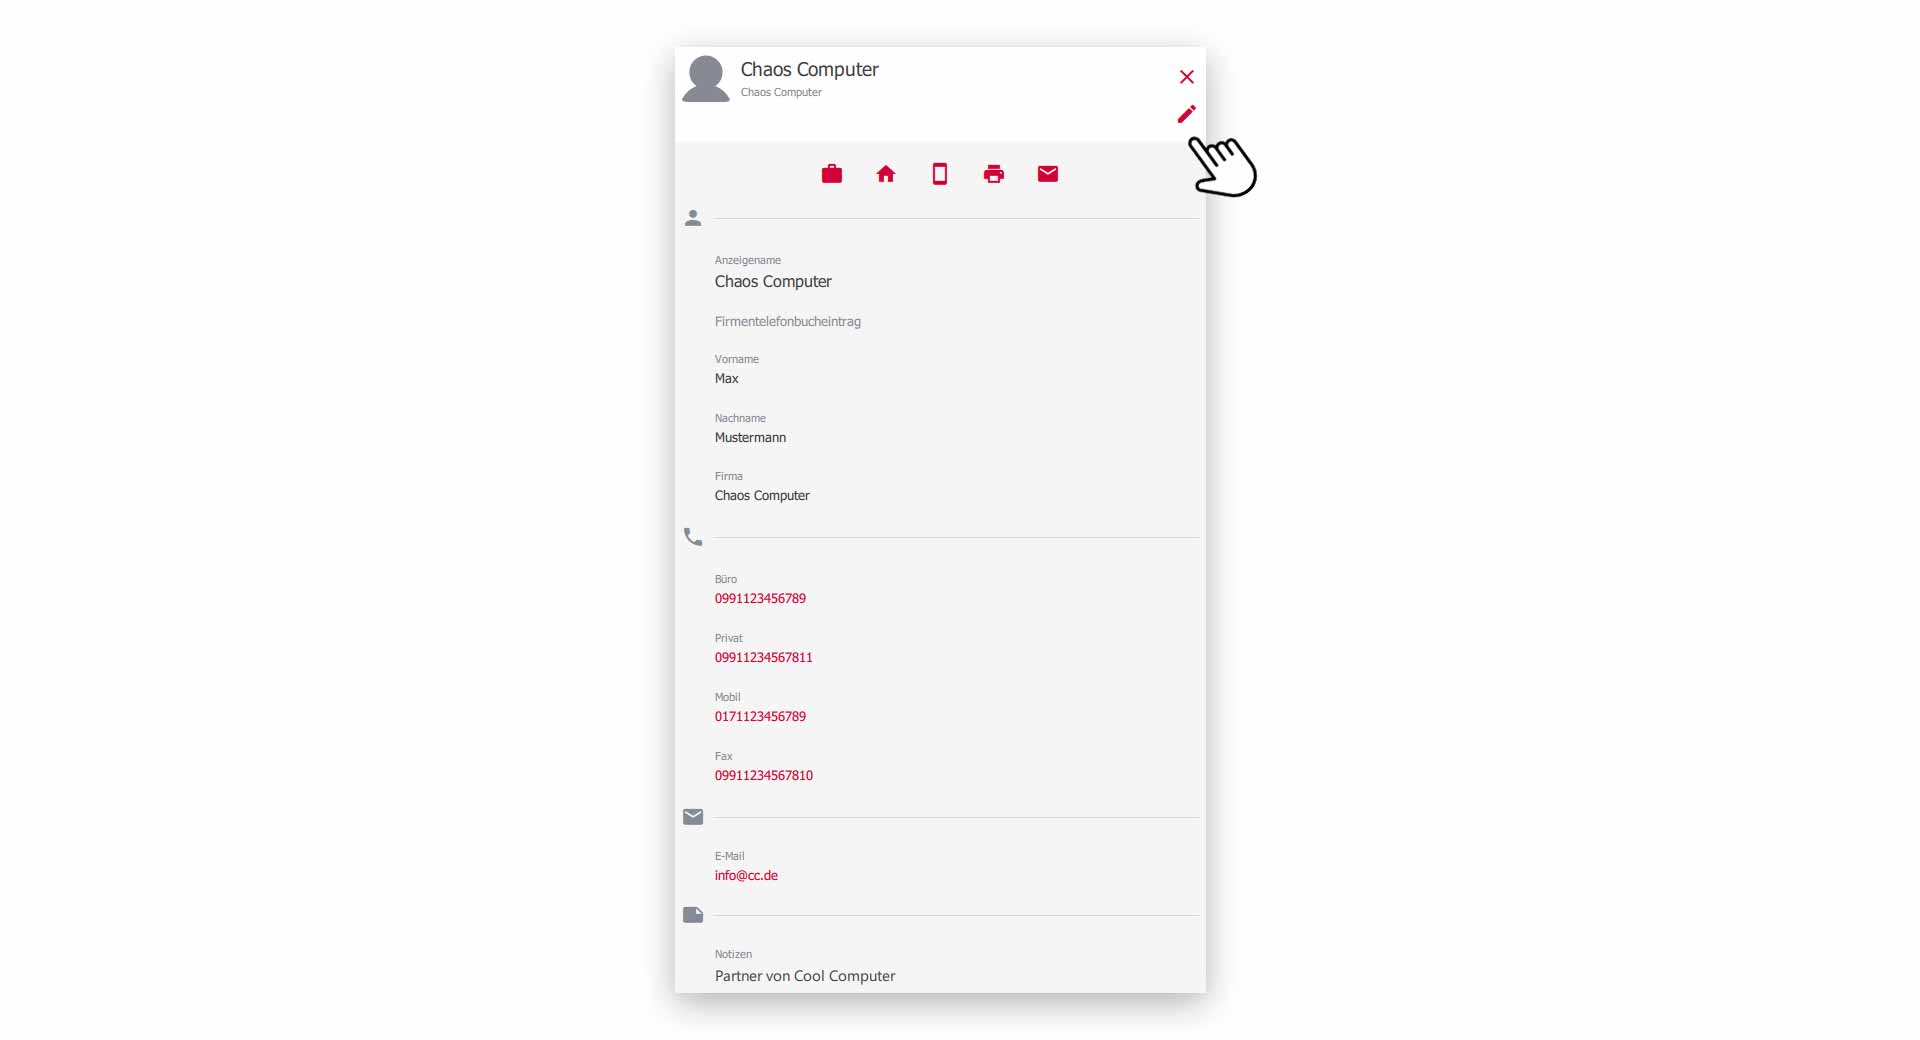 Chaos Computer
Chaos Computer
Anzeigename
Chaos Computer
Firmentelefonbucheintrag
Vorname
Max
Nachname
Mustermann
Firma
Chaos Computer
Büro
0991123456789
Privat
09911234567811
Mobil
0171123456789
Fax
09911234567810
E-Mail
info@cc.de
Notizen
Partner von Cool Computer